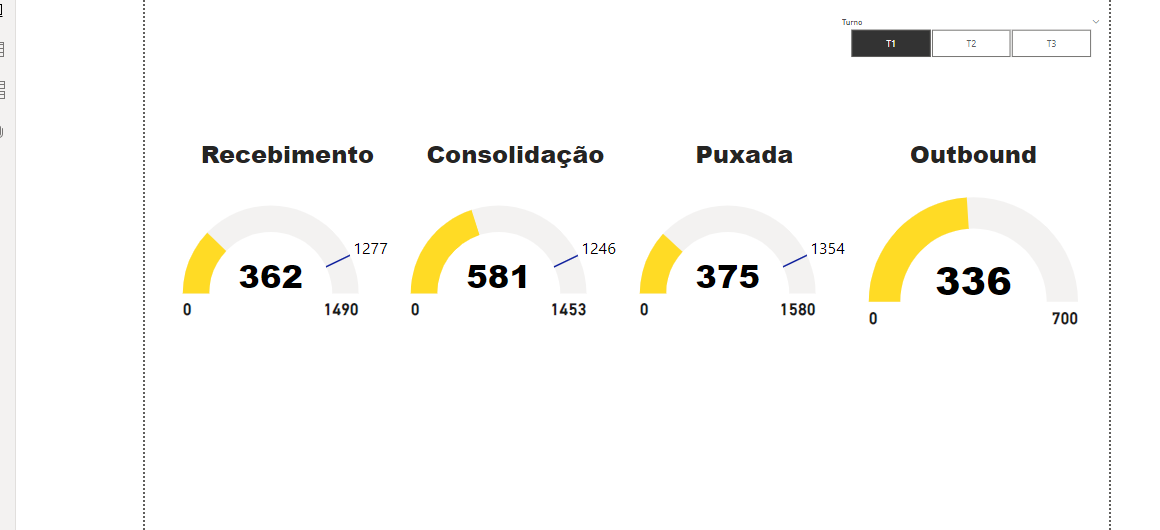 Turno
T1 T2 T3
Recebimento Consolidação Puxada Outbound
1277 1246 1354
362 581 375 336
0 1490 0 1453 0 1580 0 700